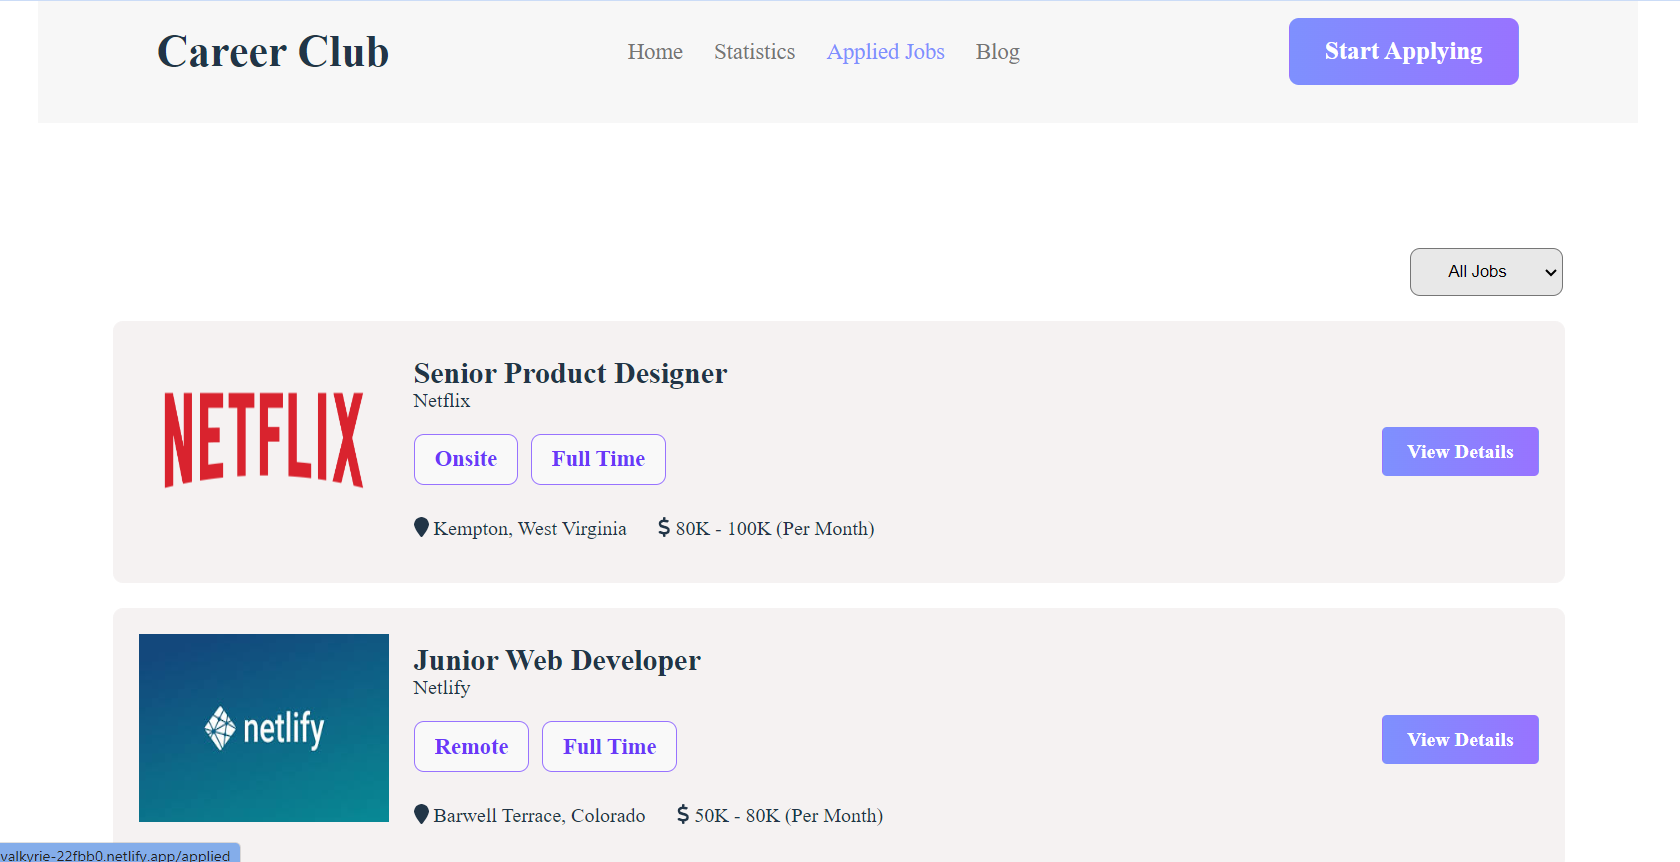 Career Club
Home Statistics Applied Jobs Blog
Start Applying
All Jobs
NETFLIX
Senior Product Designer
Netflix
Onsite Full Time
Kempton, West Virginia $ 80K - 100K (Per Month)
View Details
netlify
Junior Web Developer
Netlify
Remote Full Time
Barwell Terrace, Colorado $ 50K - 80K (Per Month)
View Details
valkyrie-22fbb0.netlify.app/applied